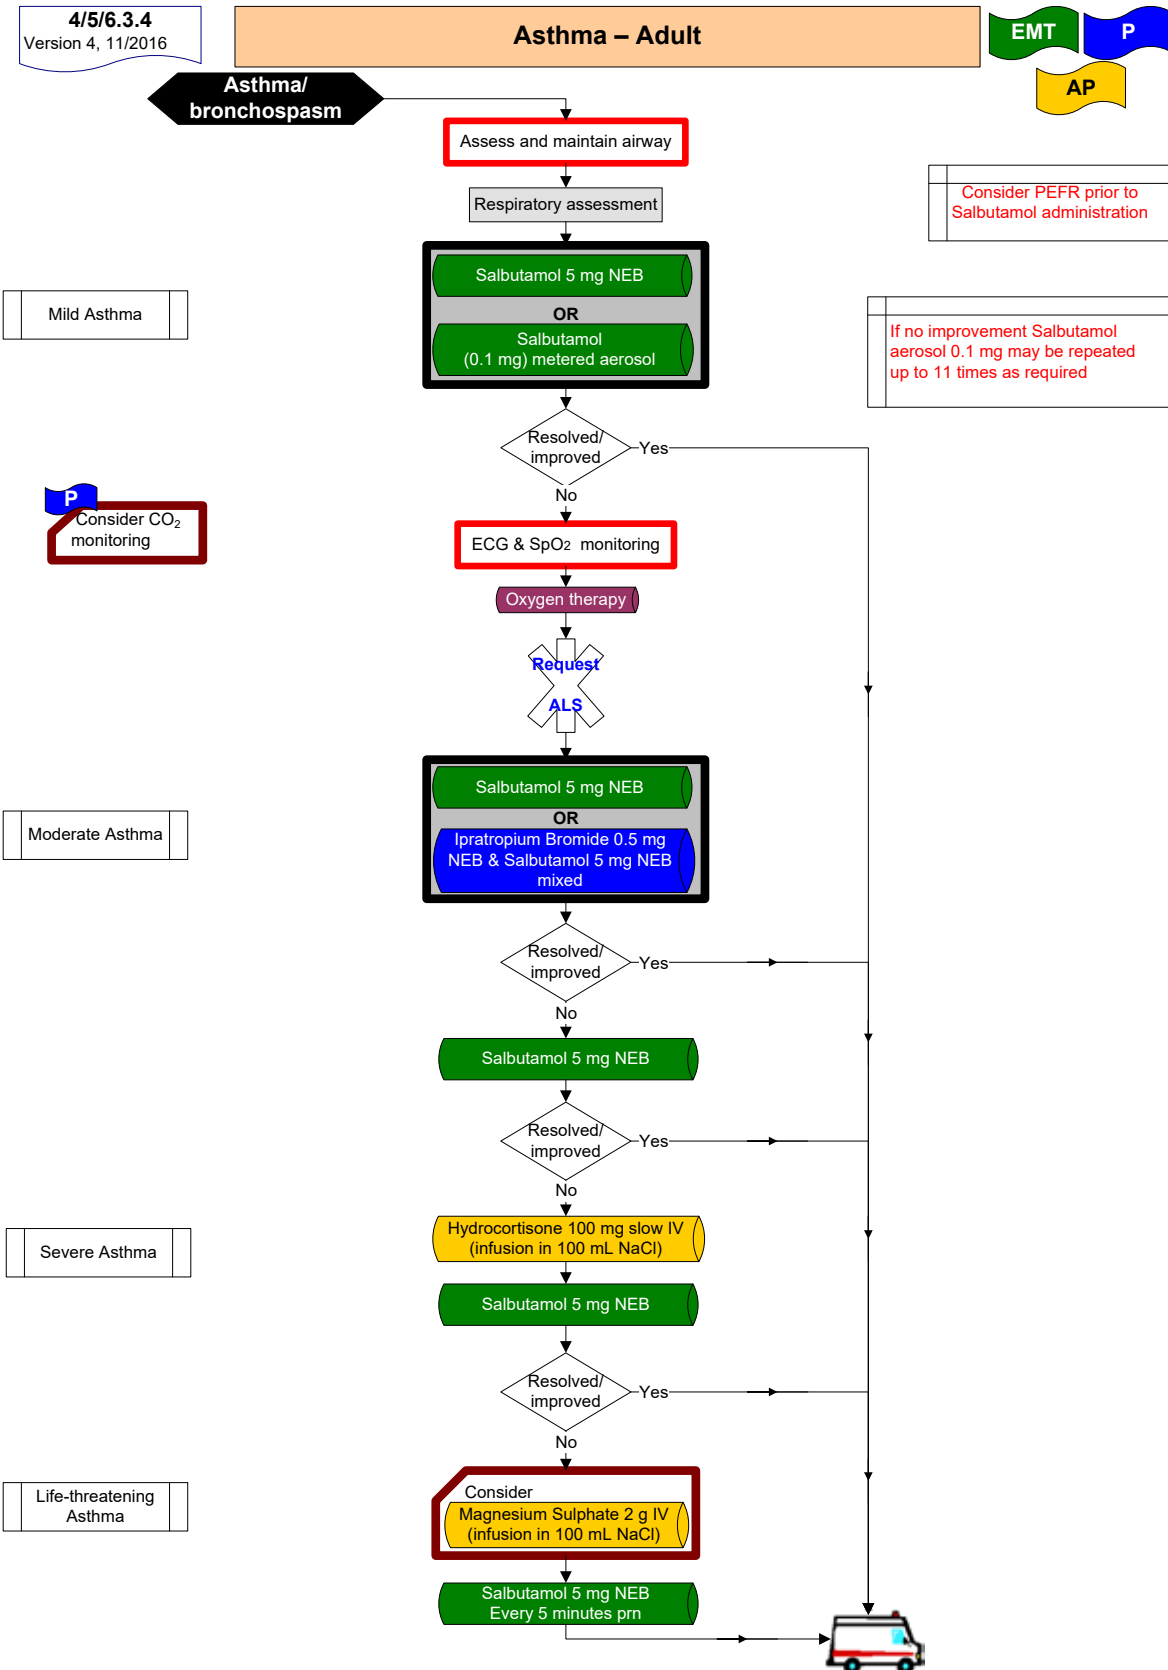 4/5/6.3.4
Version 4, 11/2016
Asthma – Adult
EMT
P
AP
Asthma/
bronchospasm
Assess and maintain airway
Respiratory assessment
Consider PEFR prior to
Salbutamol administration
Salbutamol 5 mg NEB
OR
Salbutamol
(0.1 mg) metered aerosol
Mild Asthma
If no improvement Salbutamol
aerosol 0.1 mg may be repeated
up to 11 times as required
Resolved/
improved
Yes
No
P
Consider CO2
monitoring
ECG & SpO2 monitoring
Oxygen therapy
Request
ALS
Salbutamol 5 mg NEB
OR
Ipratropium Bromide 0.5 mg
NEB & Salbutamol 5 mg NEB
mixed
Moderate Asthma
Resolved/
improved
Yes
No
Salbutamol 5 mg NEB
Resolved/
improved
Yes
No
Hydrocortisone 100 mg slow IV
(infusion in 100 mL NaCl)
Severe Asthma
Salbutamol 5 mg NEB
Resolved/
improved
Yes
No
Life-threatening
Asthma
Consider
Magnesium Sulphate 2 g IV
(infusion in 100 mL NaCl)
Salbutamol 5 mg NEB
Every 5 minutes prn